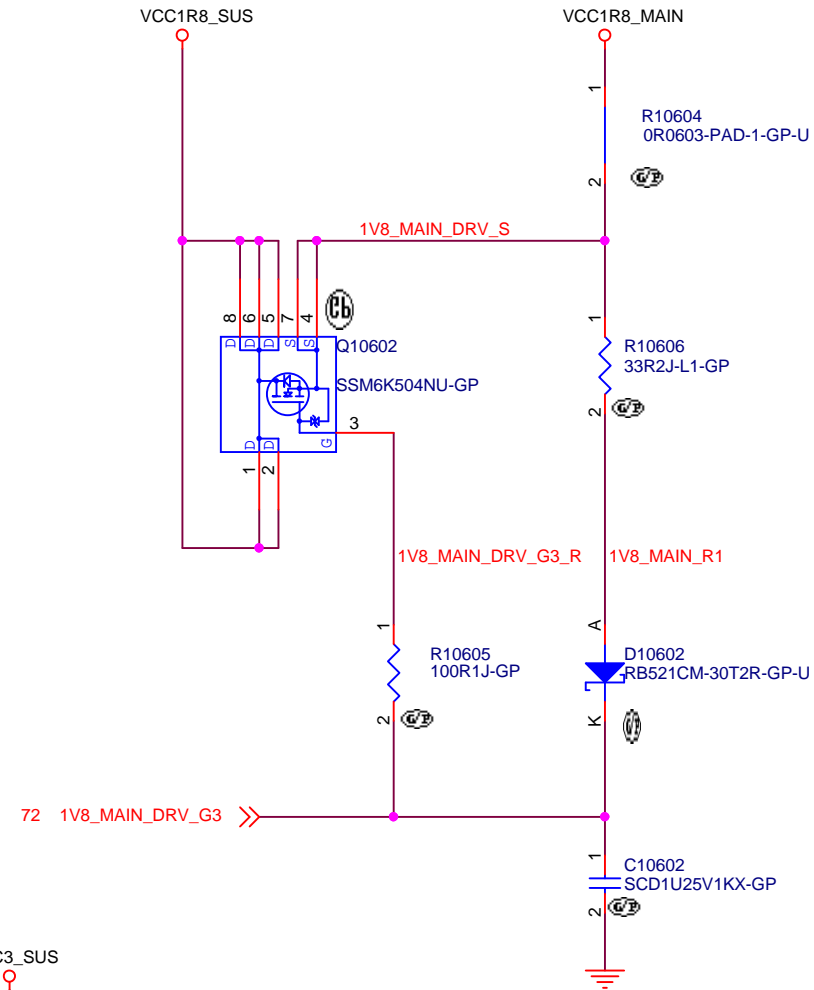 VCC1R8_SUS
VCC1R8_MAIN
1
R10604
0R0603-PAD-1-GP-U
2
G/P
1V8_MAIN_DRV_S
8 6 5 7 4
D D D S S
Q10602
SSM6K504NU-GP
3
D D G
1 2
1
R10606
33R2J-L1-GP
2
G/P
1V8_MAIN_DRV_G3_R
1V8_MAIN_R1
1
R10605
100R1J-GP
2
G/P
A
D10602
RB521CM-30T2R-GP-U
K
G/P
72 1V8_MAIN_DRV_G3
1
C10602
SCD1U25V1KX-GP
2
G/P
C3_SUS